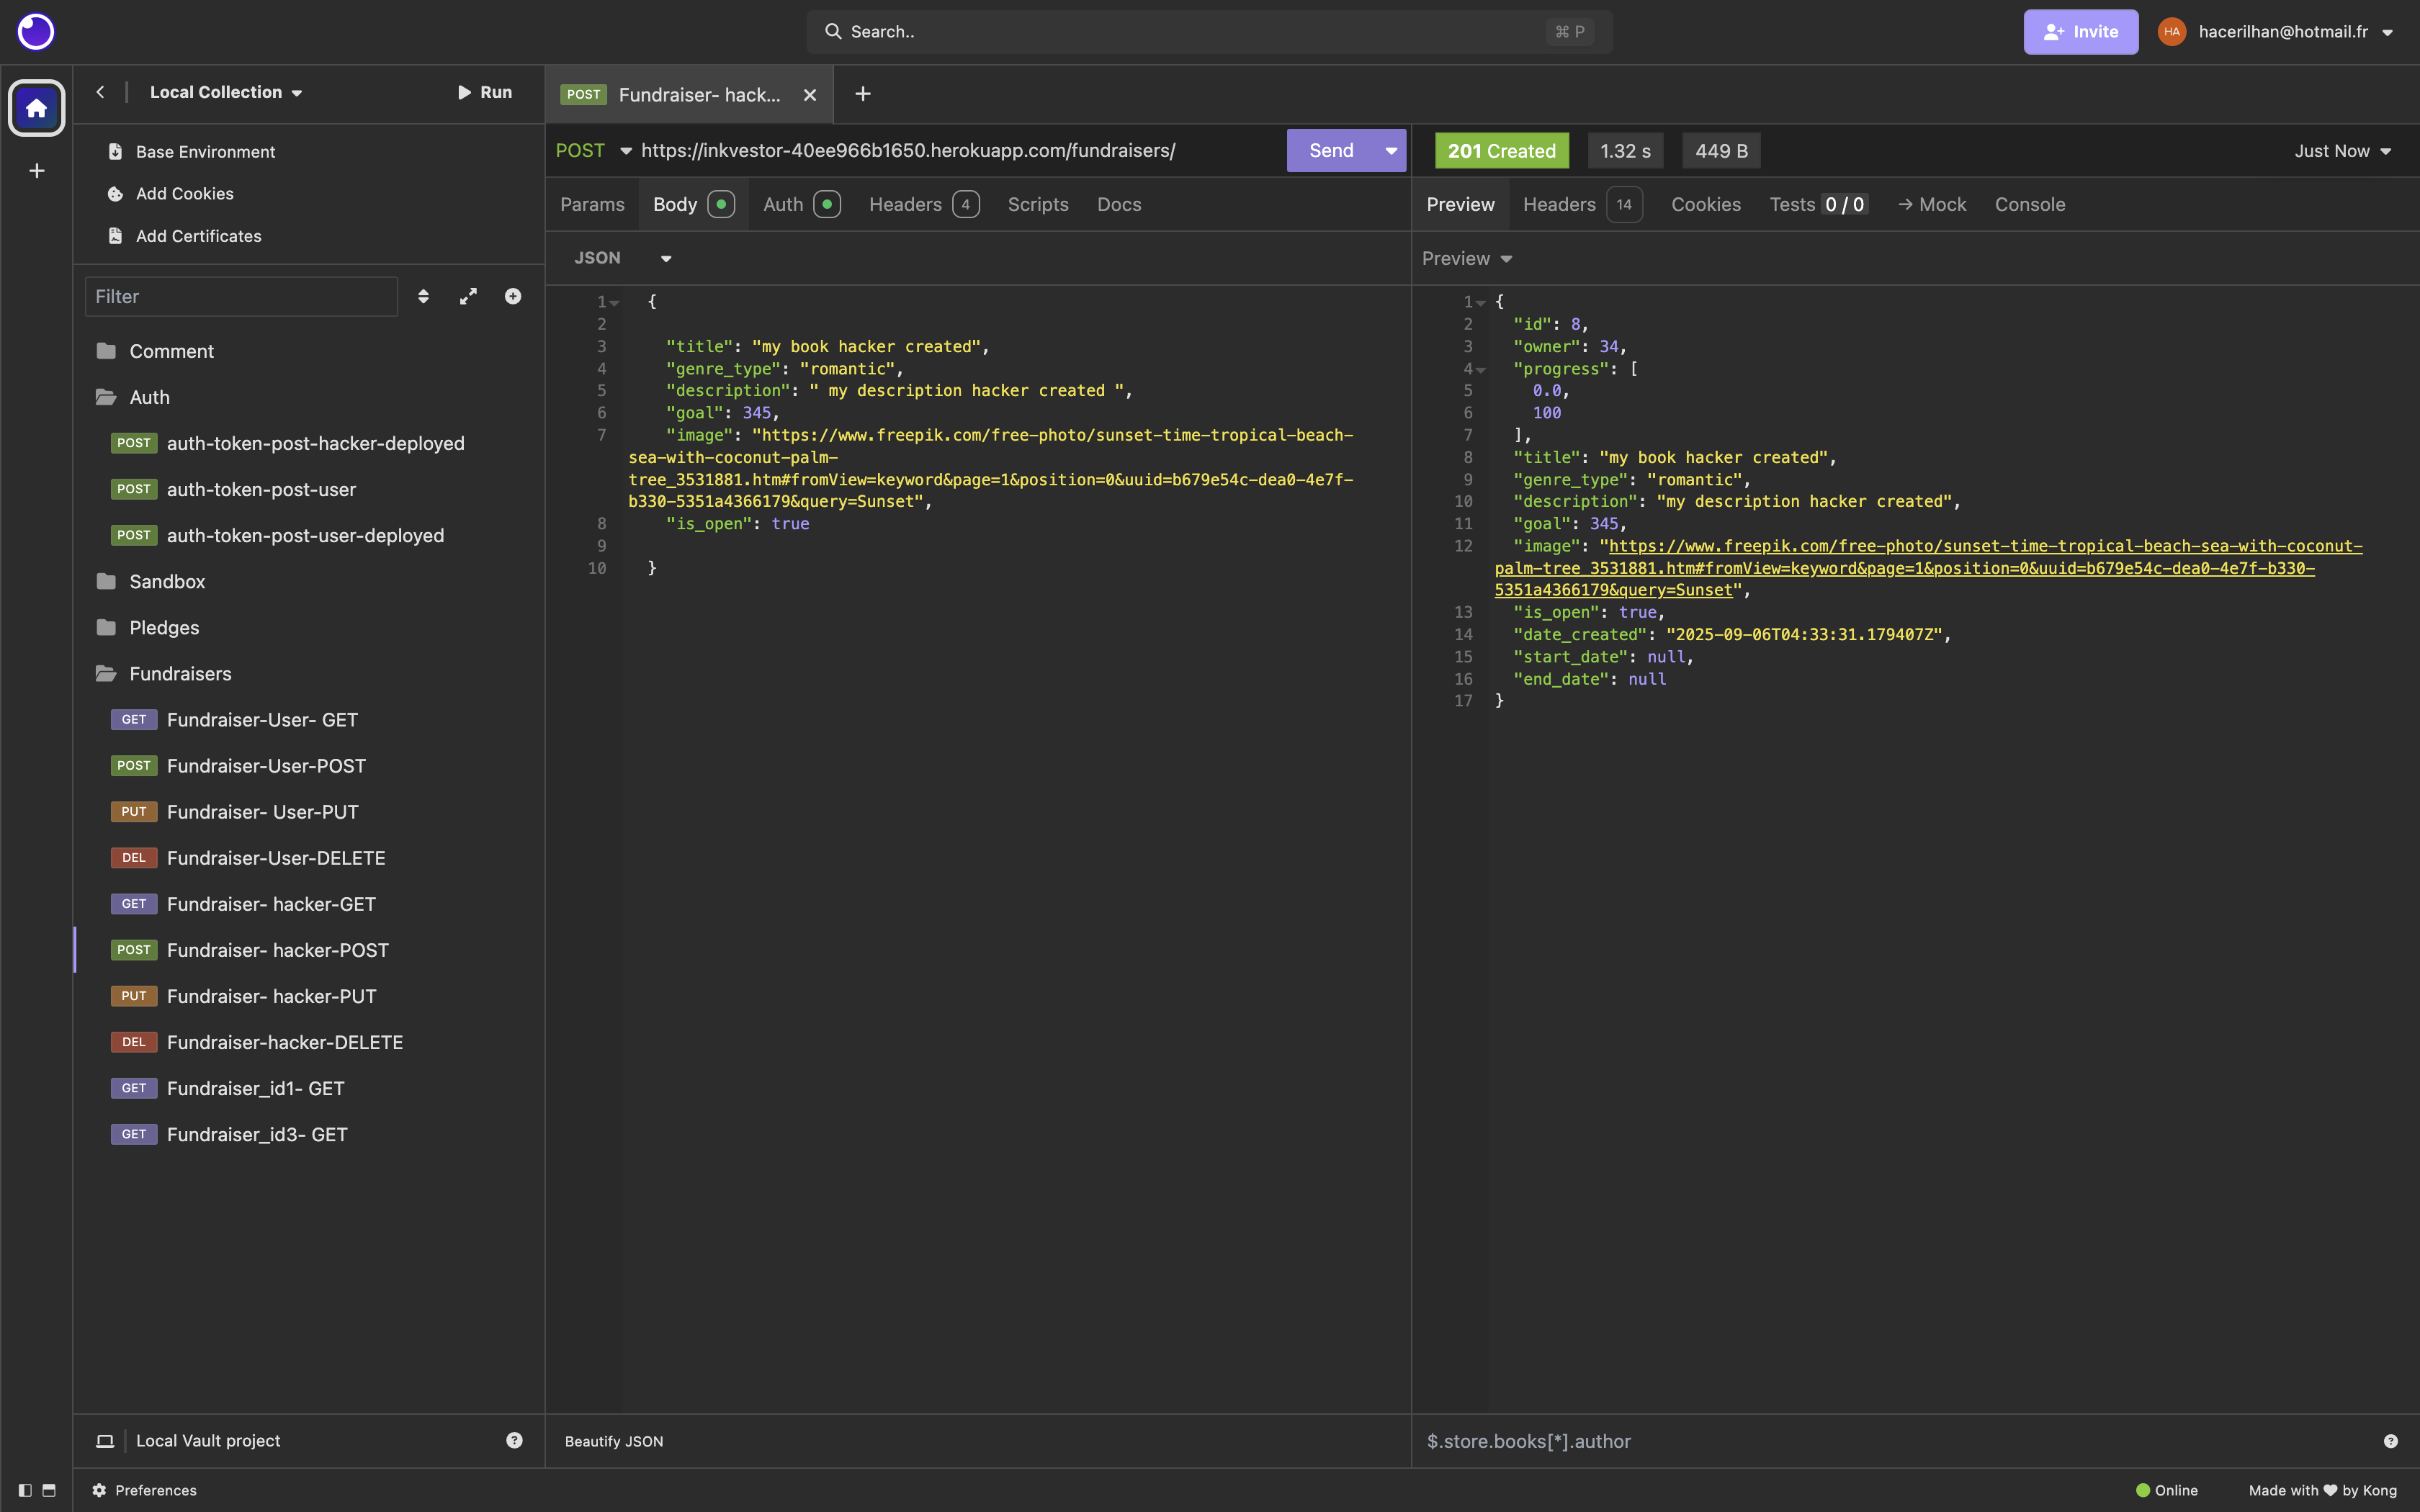 Search..
⌘ P
Invite
HA
hacerilhan@hotmail.fr
Local Collection
Run
Base Environment
Add Cookies
Add Certificates
Filter
Comment
Auth
POST auth-token-post-hacker-deployed
POST auth-token-post-user
POST auth-token-post-user-deployed
Sandbox
Pledges
Fundraisers
GET Fundraiser-User- GET
POST Fundraiser-User-POST
PUT Fundraiser- User-PUT
DEL Fundraiser-User-DELETE
GET Fundraiser- hacker-GET
POST Fundraiser- hacker-POST
PUT Fundraiser- hacker-PUT
DEL Fundraiser-hacker-DELETE
GET Fundraiser_id1- GET
GET Fundraiser_id3- GET
Local Vault project
POST Fundraiser- hack...
POST https://inkvestor-40ee966b1650.herokuapp.com/fundraisers/ Send
Params Body Auth Headers 4 Scripts Docs
JSON
1 {
2
3 "title": "my book hacker created",
4 "genre_type": "romantic",
5 "description": " my description hacker created ",
6 "goal": 345,
7 "image": "https://www.freepik.com/free-photo/sunset-time-tropical-beach-
sea-with-coconut-palm-
tree_3531881.htm#fromView=keyword&page=1&position=0&uuid=b679e54c-dea0-4e7f-
b330-5351a4366179&query=Sunset",
8 "is_open": true
9
10 }
Beautify JSON
201 Created 1.32 s 449 B Just Now
Preview Headers 14 Cookies Tests 0 / 0 → Mock Console
Preview
1 {
2 "id": 8,
3 "owner": 34,
4 "progress": [
5 0.0,
6 100
7 ],
8 "title": "my book hacker created",
9 "genre_type": "romantic",
10 "description": "my description hacker created",
11 "goal": 345,
12 "image": "https://www.freepik.com/free-photo/sunset-time-tropical-beach-sea-with-coconut-
palm-tree_3531881.htm#fromView=keyword&page=1&position=0&uuid=b679e54c-dea0-4e7f-b330-
5351a4366179&query=Sunset",
13 "is_open": true,
14 "date_created": "2025-09-06T04:33:31.179407Z",
15 "start_date": null,
16 "end_date": null
17 }
$.store.books[*].author
Preferences
Online
Made with ♥ by Kong